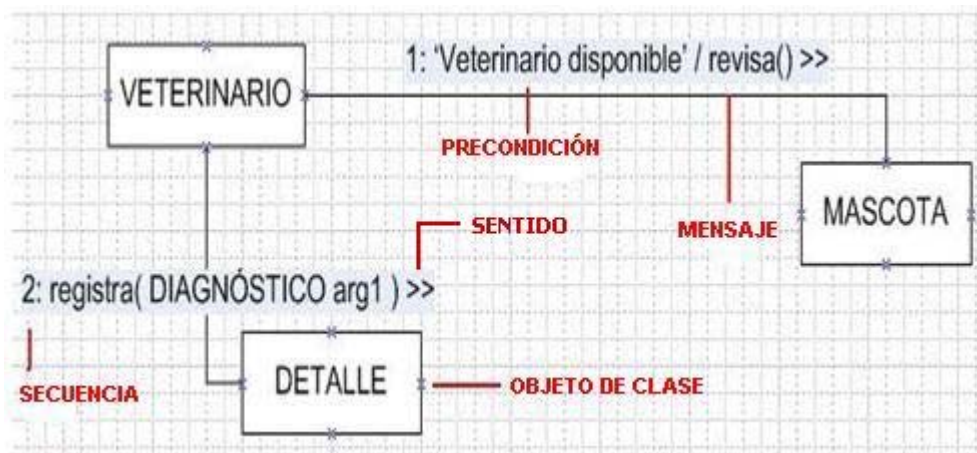 1: 'Veterinario disponible' / revisa() >>
VETERINARIO
PRECONDICIÓN
MASCOTA
SENTIDO
MENSAJE
2: registra( DIAGNÓSTICO arg1 ) >>
DETALLE
OBJETO DE CLASE
SECUENCIA